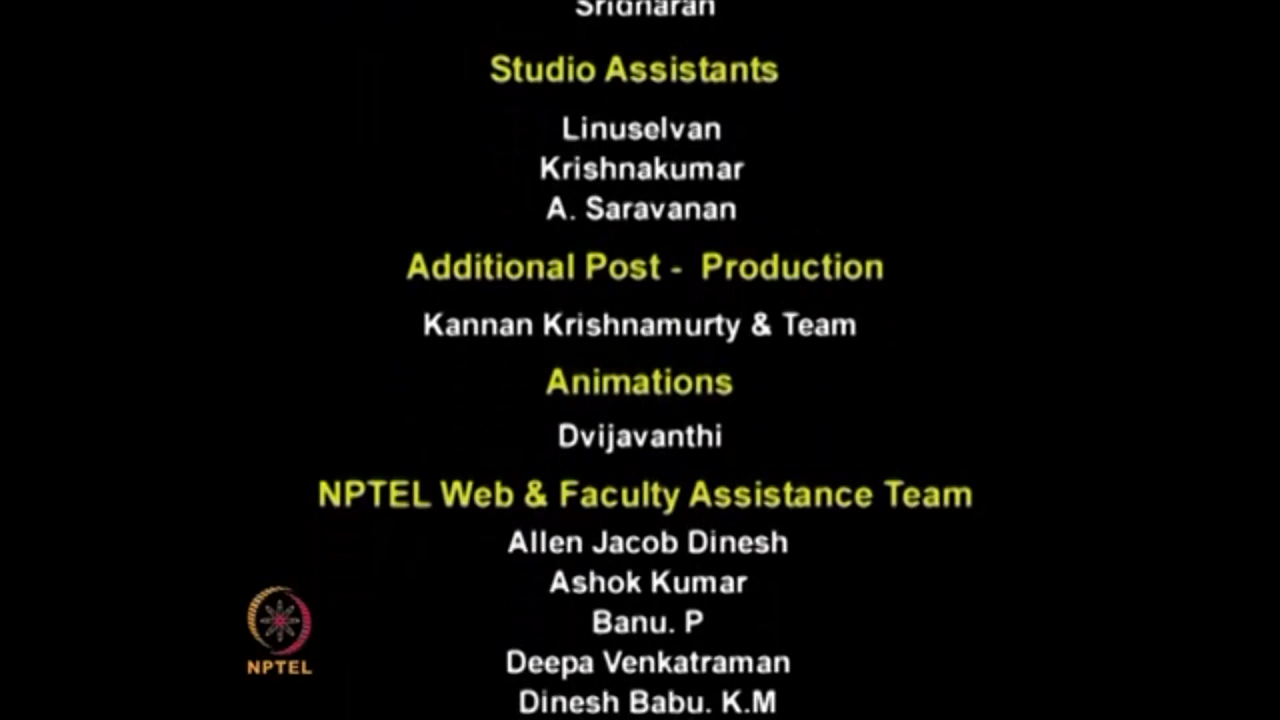 Sridharan
Studio Assistants
Linuselvan
Krishnakumar
A. Saravanan
Additional Post -  Production
Kannan Krishnamurty & Team
Animations
Dvijavanthi
NPTEL Web & Faculty Assistance Team
Allen Jacob Dinesh
Ashok Kumar
Banu. P
Deepa Venkatraman
Dinesh Babu. K.M
NPTEL